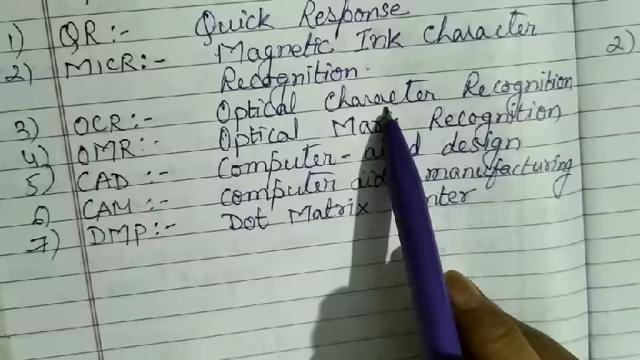 1) QR:- Quick Response
2) MICR:- Magnetic Ink Character
Recognition.
3) OCR:- Optical Character Recognition
4) OMR:- Optical Recognition
5) CAD:- Computer- design
6) CAM:- Computer manufacturing
7) DMP:- Dot Matrix
2)